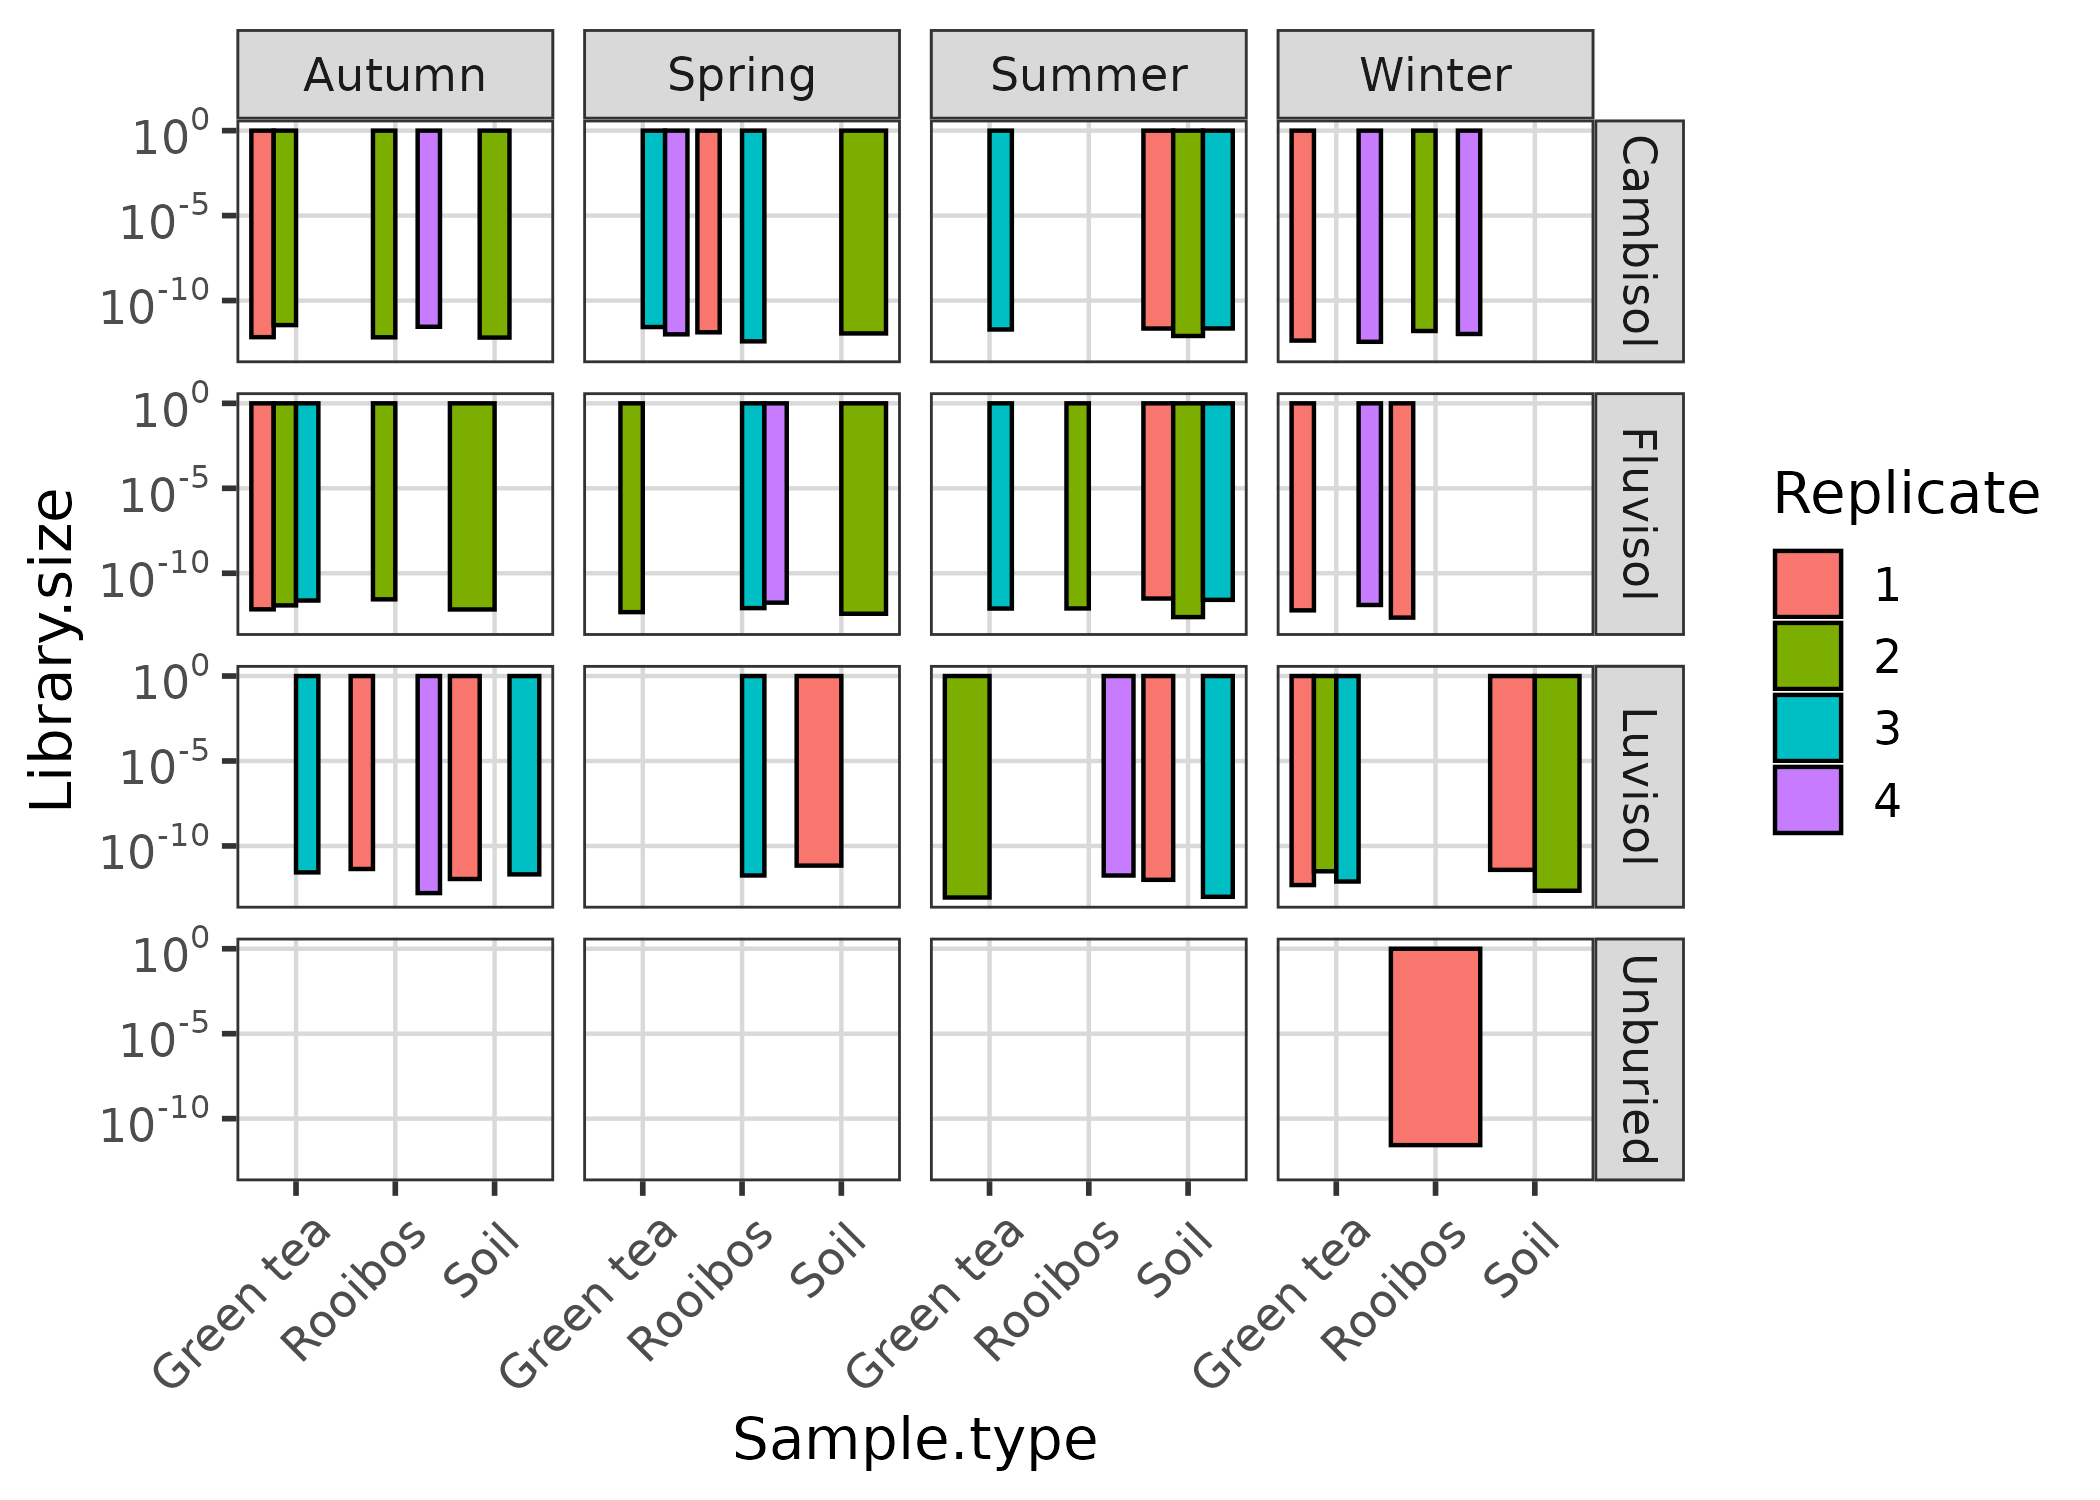 Autumn Spring Summer Winter
10^0
10^-5
10^-10
Cambisol
10^0
10^-5
10^-10
Fluvisol
10^0
10^-5
10^-10
Luvisol
10^0
10^-5
10^-10
Unburied
Green tea Rooibos Soil Green tea Rooibos Soil Green tea Rooibos Soil Green tea Rooibos Soil
Sample.type
Library.size
Replicate
1
2
3
4